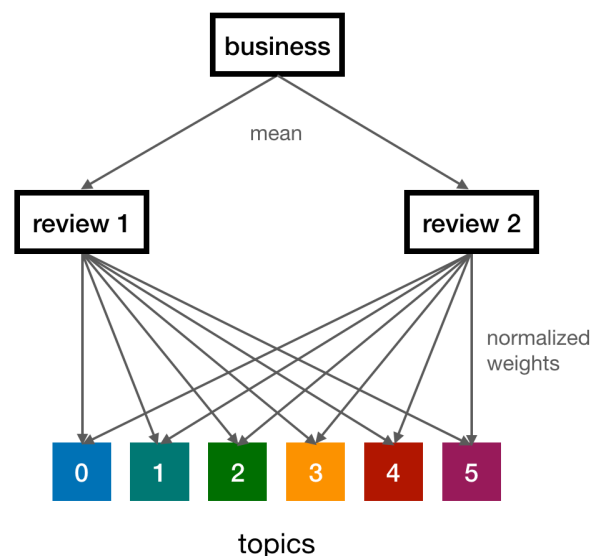 business
mean
review 1
review 2
normalized
weights
0
1
2
3
4
5
topics